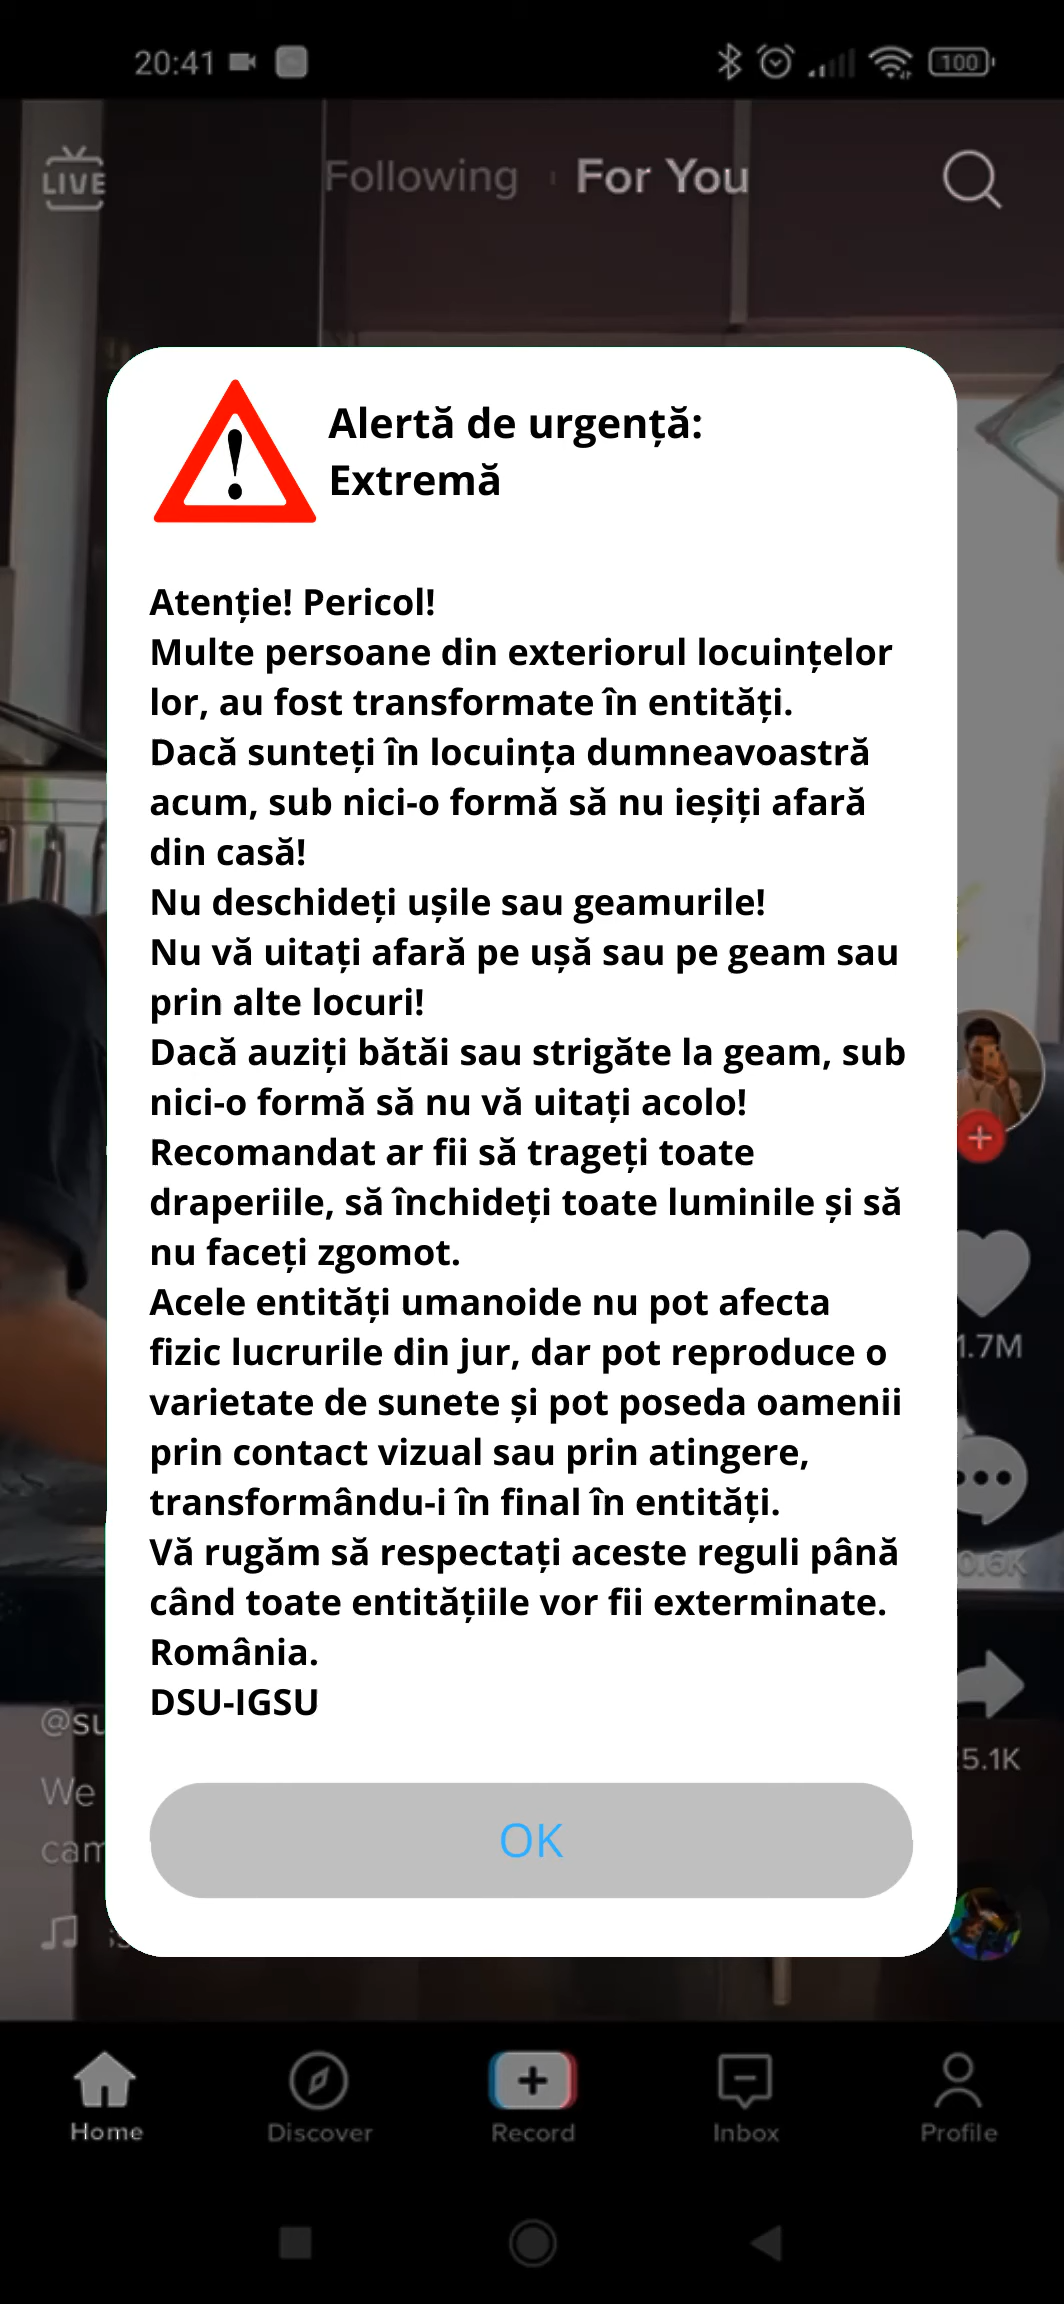 20:41
100
LIVE
Following
For You
Alertă de urgență:
Extremă
Atenție! Pericol!
Multe persoane din exteriorul locuințelor
lor, au fost transformate în entități.
Dacă sunteți în locuința dumneavoastră
acum, sub nici-o formă să nu ieșiți afară
din casă!
Nu deschideți ușile sau geamurile!
Nu vă uitați afară pe ușă sau pe geam sau
prin alte locuri!
Dacă auziți bătăi sau strigăte la geam, sub
nici-o formă să nu vă uitați acolo!
Recomandat ar fii să trageți toate
draperiile, să închideți toate luminile și să
nu faceți zgomot.
Acele entități umanoide nu pot afecta
fizic lucrurile din jur, dar pot reproduce o
varietate de sunete și pot poseda oamenii
prin contact vizual sau prin atingere,
transformându-i în final în entități.
Vă rugăm să respectați aceste reguli până
când toate entitățiile vor fii exterminate.
România.
DSU-IGSU
OK
1.7M
0.6K
5.1K
@su
We
cam
Home
Discover
Record
Inbox
Profile